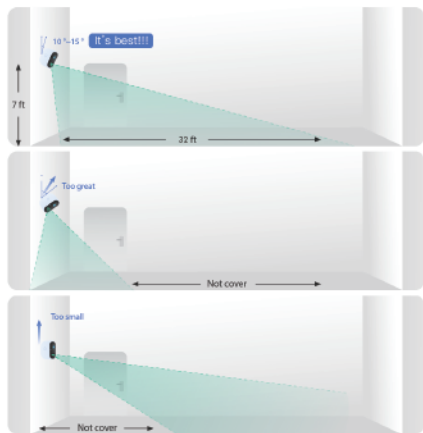 10°-15° It's best!!!
7 ft
32 ft
Too great
Not cover
Too small
Not cover